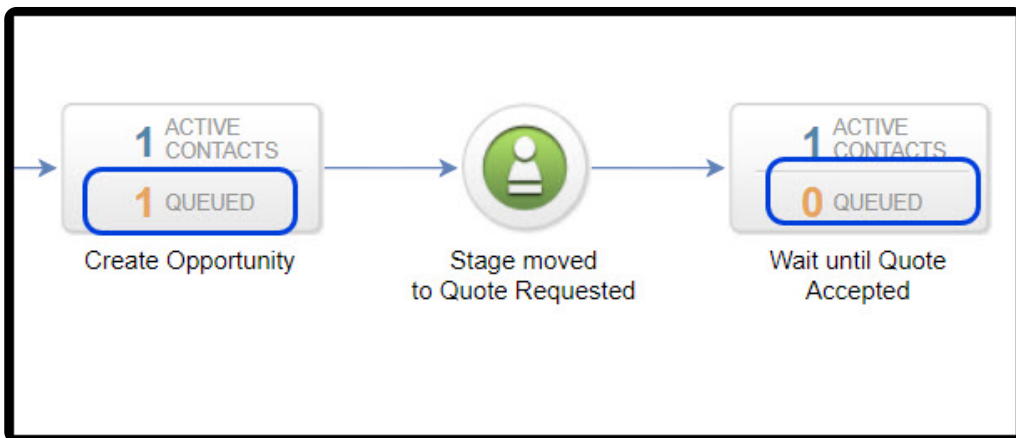 1 ACTIVE CONTACTS
1 QUEUED
Create Opportunity
Stage moved
to Quote Requested
1 ACTIVE CONTACTS
0 QUEUED
Wait until Quote
Accepted